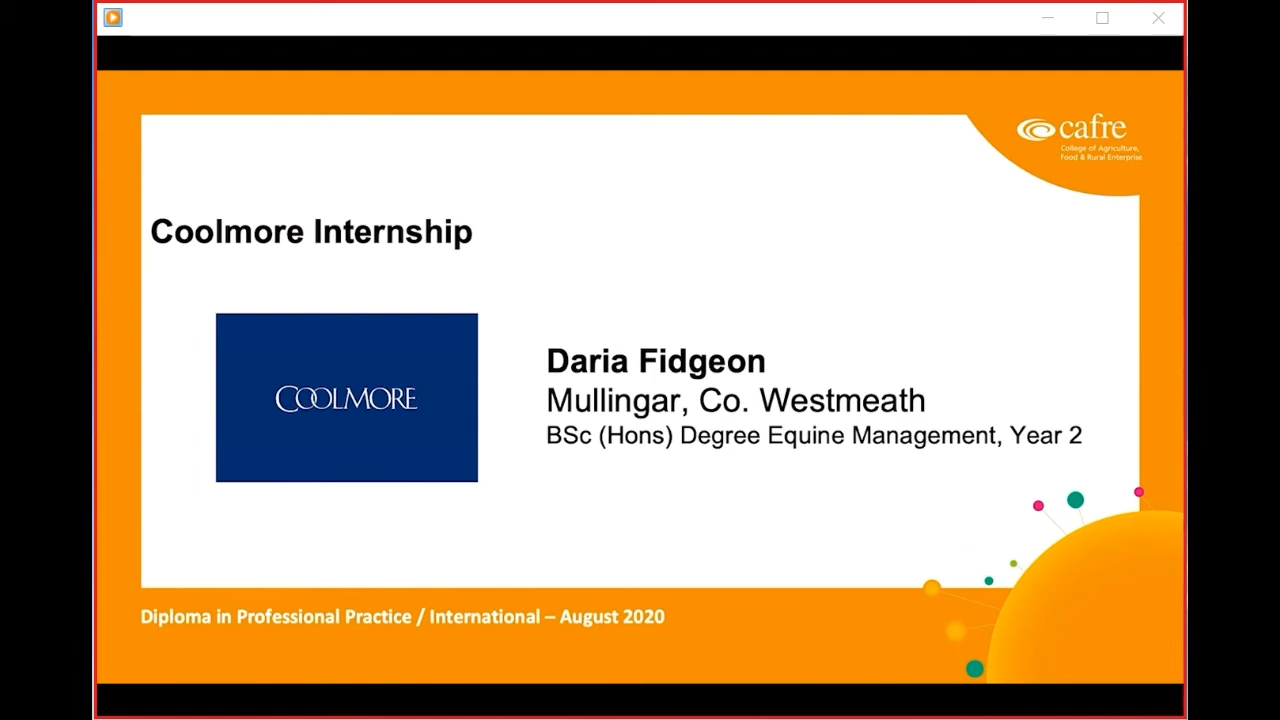 cafre
College of Agriculture,
Food & Rural Enterprise
Coolmore Internship
COOLMORE
Daria Fidgeon
Mullingar, Co. Westmeath
BSc (Hons) Degree Equine Management, Year 2
Diploma in Professional Practice / International – August 2020